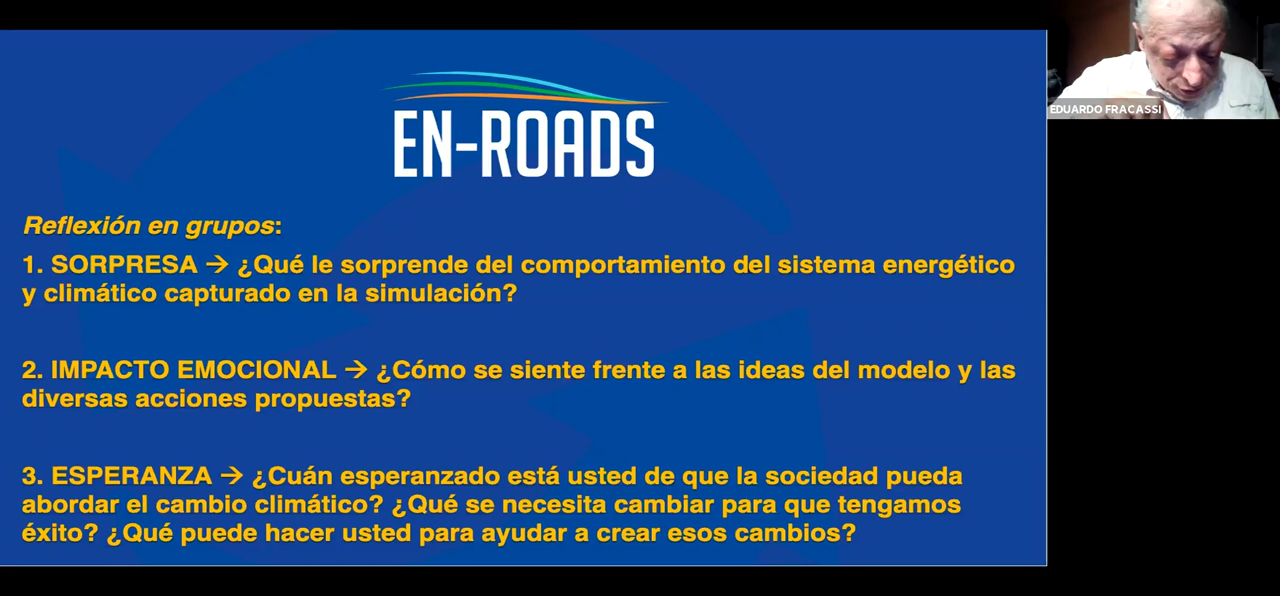 EN-ROADS
EDUARDO FRACASSI
Reflexión en grupos:
1. SORPRESA → ¿Qué le sorprende del comportamiento del sistema energético
y climático capturado en la simulación?
2. IMPACTO EMOCIONAL → ¿Cómo se siente frente a las ideas del modelo y las
diversas acciones propuestas?
3. ESPERANZA → ¿Cuán esperanzado está usted de que la sociedad pueda
abordar el cambio climático? ¿Qué se necesita cambiar para que tengamos
éxito? ¿Qué puede hacer usted para ayudar a crear esos cambios?